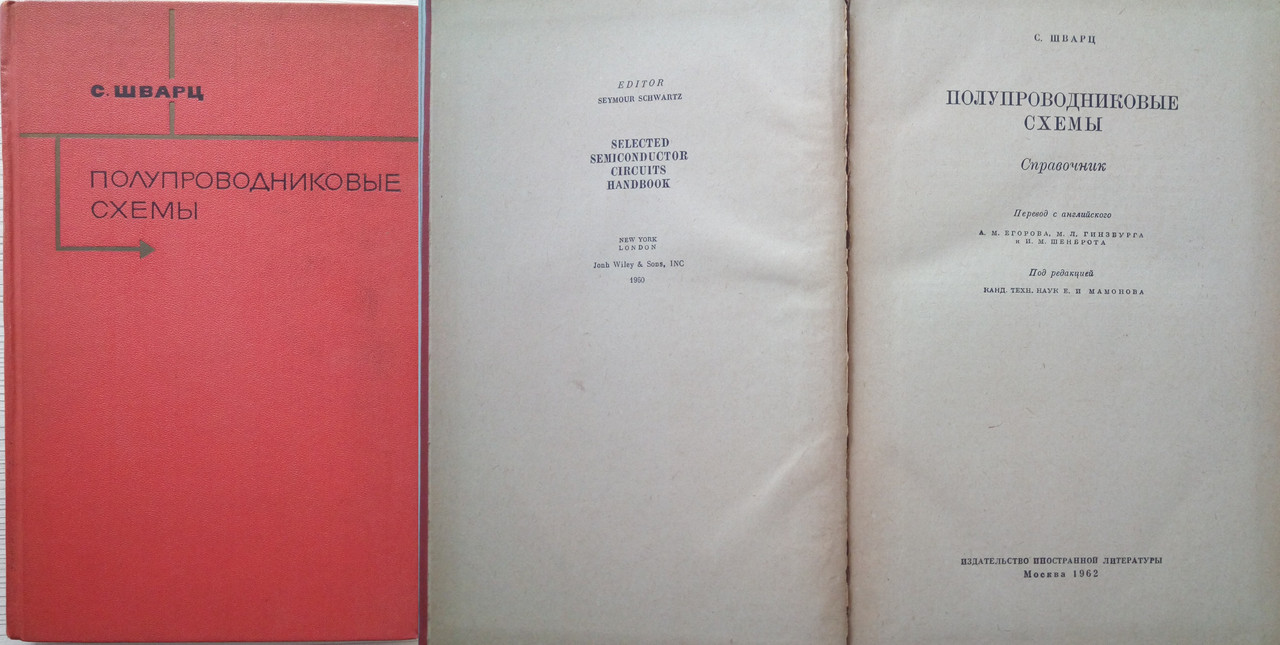 С. ШВАРЦ
ПОЛУПРОВОДНИКОВЫЕ
СХЕМЫ
EDITOR
SEYMOUR SCHWARTZ
SELECTED
SEMICONDUCTOR
CIRCUITS
HANDBOOK
NEW YORK
LONDON
Jonh Wiley & Sons, INC
1960
С. ШВАРЦ
ПОЛУПРОВОДНИКОВЫЕ
СХЕМЫ
Справочник
Перевод с английского
А. М. ЕГОРОВА, М. Л. ГИНЗБУРГА
и И. М. ШЕНБРОТА
Под редакцией
КАНД. ТЕХН. НАУК Е. И МАМОНОВА
ИЗДАТЕЛЬСТВО ИНОСТРАННОЙ ЛИТЕРАТУРЫ
Москва 1962